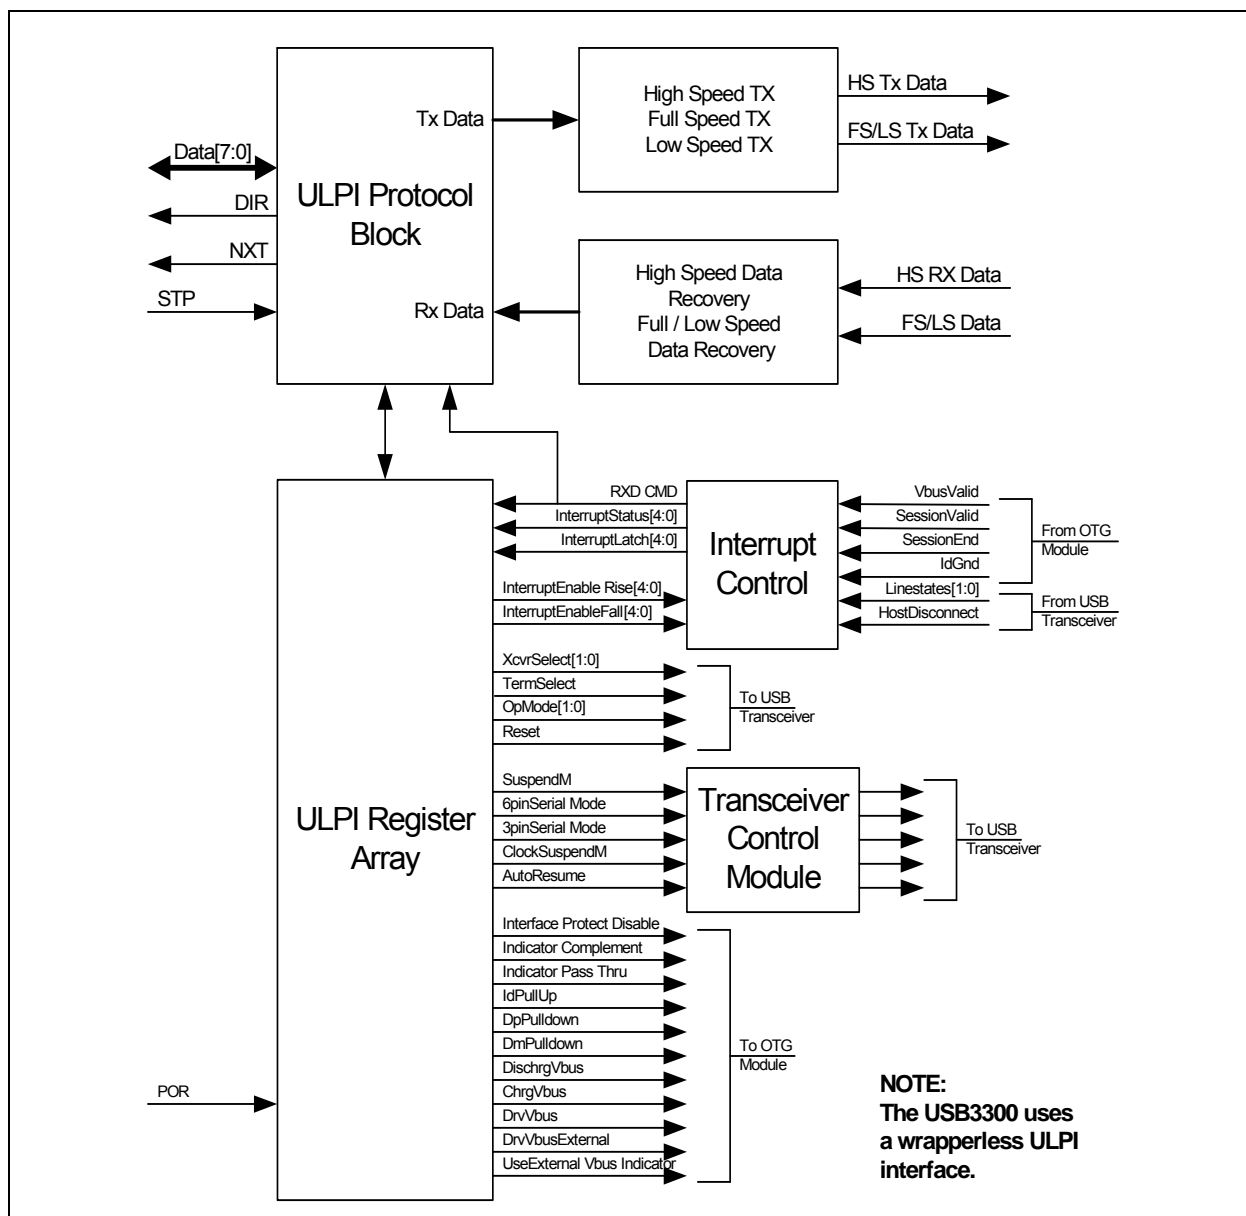 Data[7:0]
DIR
NXT
STP
Tx Data
ULPI Protocol
Block
Rx Data
High Speed TX
Full Speed TX
Low Speed TX
HS Tx Data
FS/LS Tx Data
High Speed Data
Recovery
Full / Low Speed
Data Recovery
HS RX Data
FS/LS Data
RXD CMD
InterruptStatus[4:0]
InterruptLatch[4:0]
InterruptEnable Rise[4:0]
InterruptEnableFall[4:0]
Interrupt
Control
VbusValid
SessionValid
SessionEnd
IdGnd
Linestates[1:0]
HostDisconnect
From OTG
Module
From USB
Transceiver
XcvrSelect[1:0]
TermSelect
OpMode[1:0]
Reset
To USB
Transceiver
ULPI Register
Array
SuspendM
6pinSerial Mode
3pinSerial Mode
ClockSuspendM
AutoResume
Transceiver
Control
Module
To USB
Transceiver
Interface Protect Disable
Indicator Complement
Indicator Pass Thru
IdPullUp
DpPulldown
DmPulldown
DischrgVbus
ChrgVbus
DrvVbus
DrvVbusExternal
UseExternal Vbus Indicator
To OTG
Module
POR
NOTE:
The USB3300 uses
a wrapperless ULPI
interface.